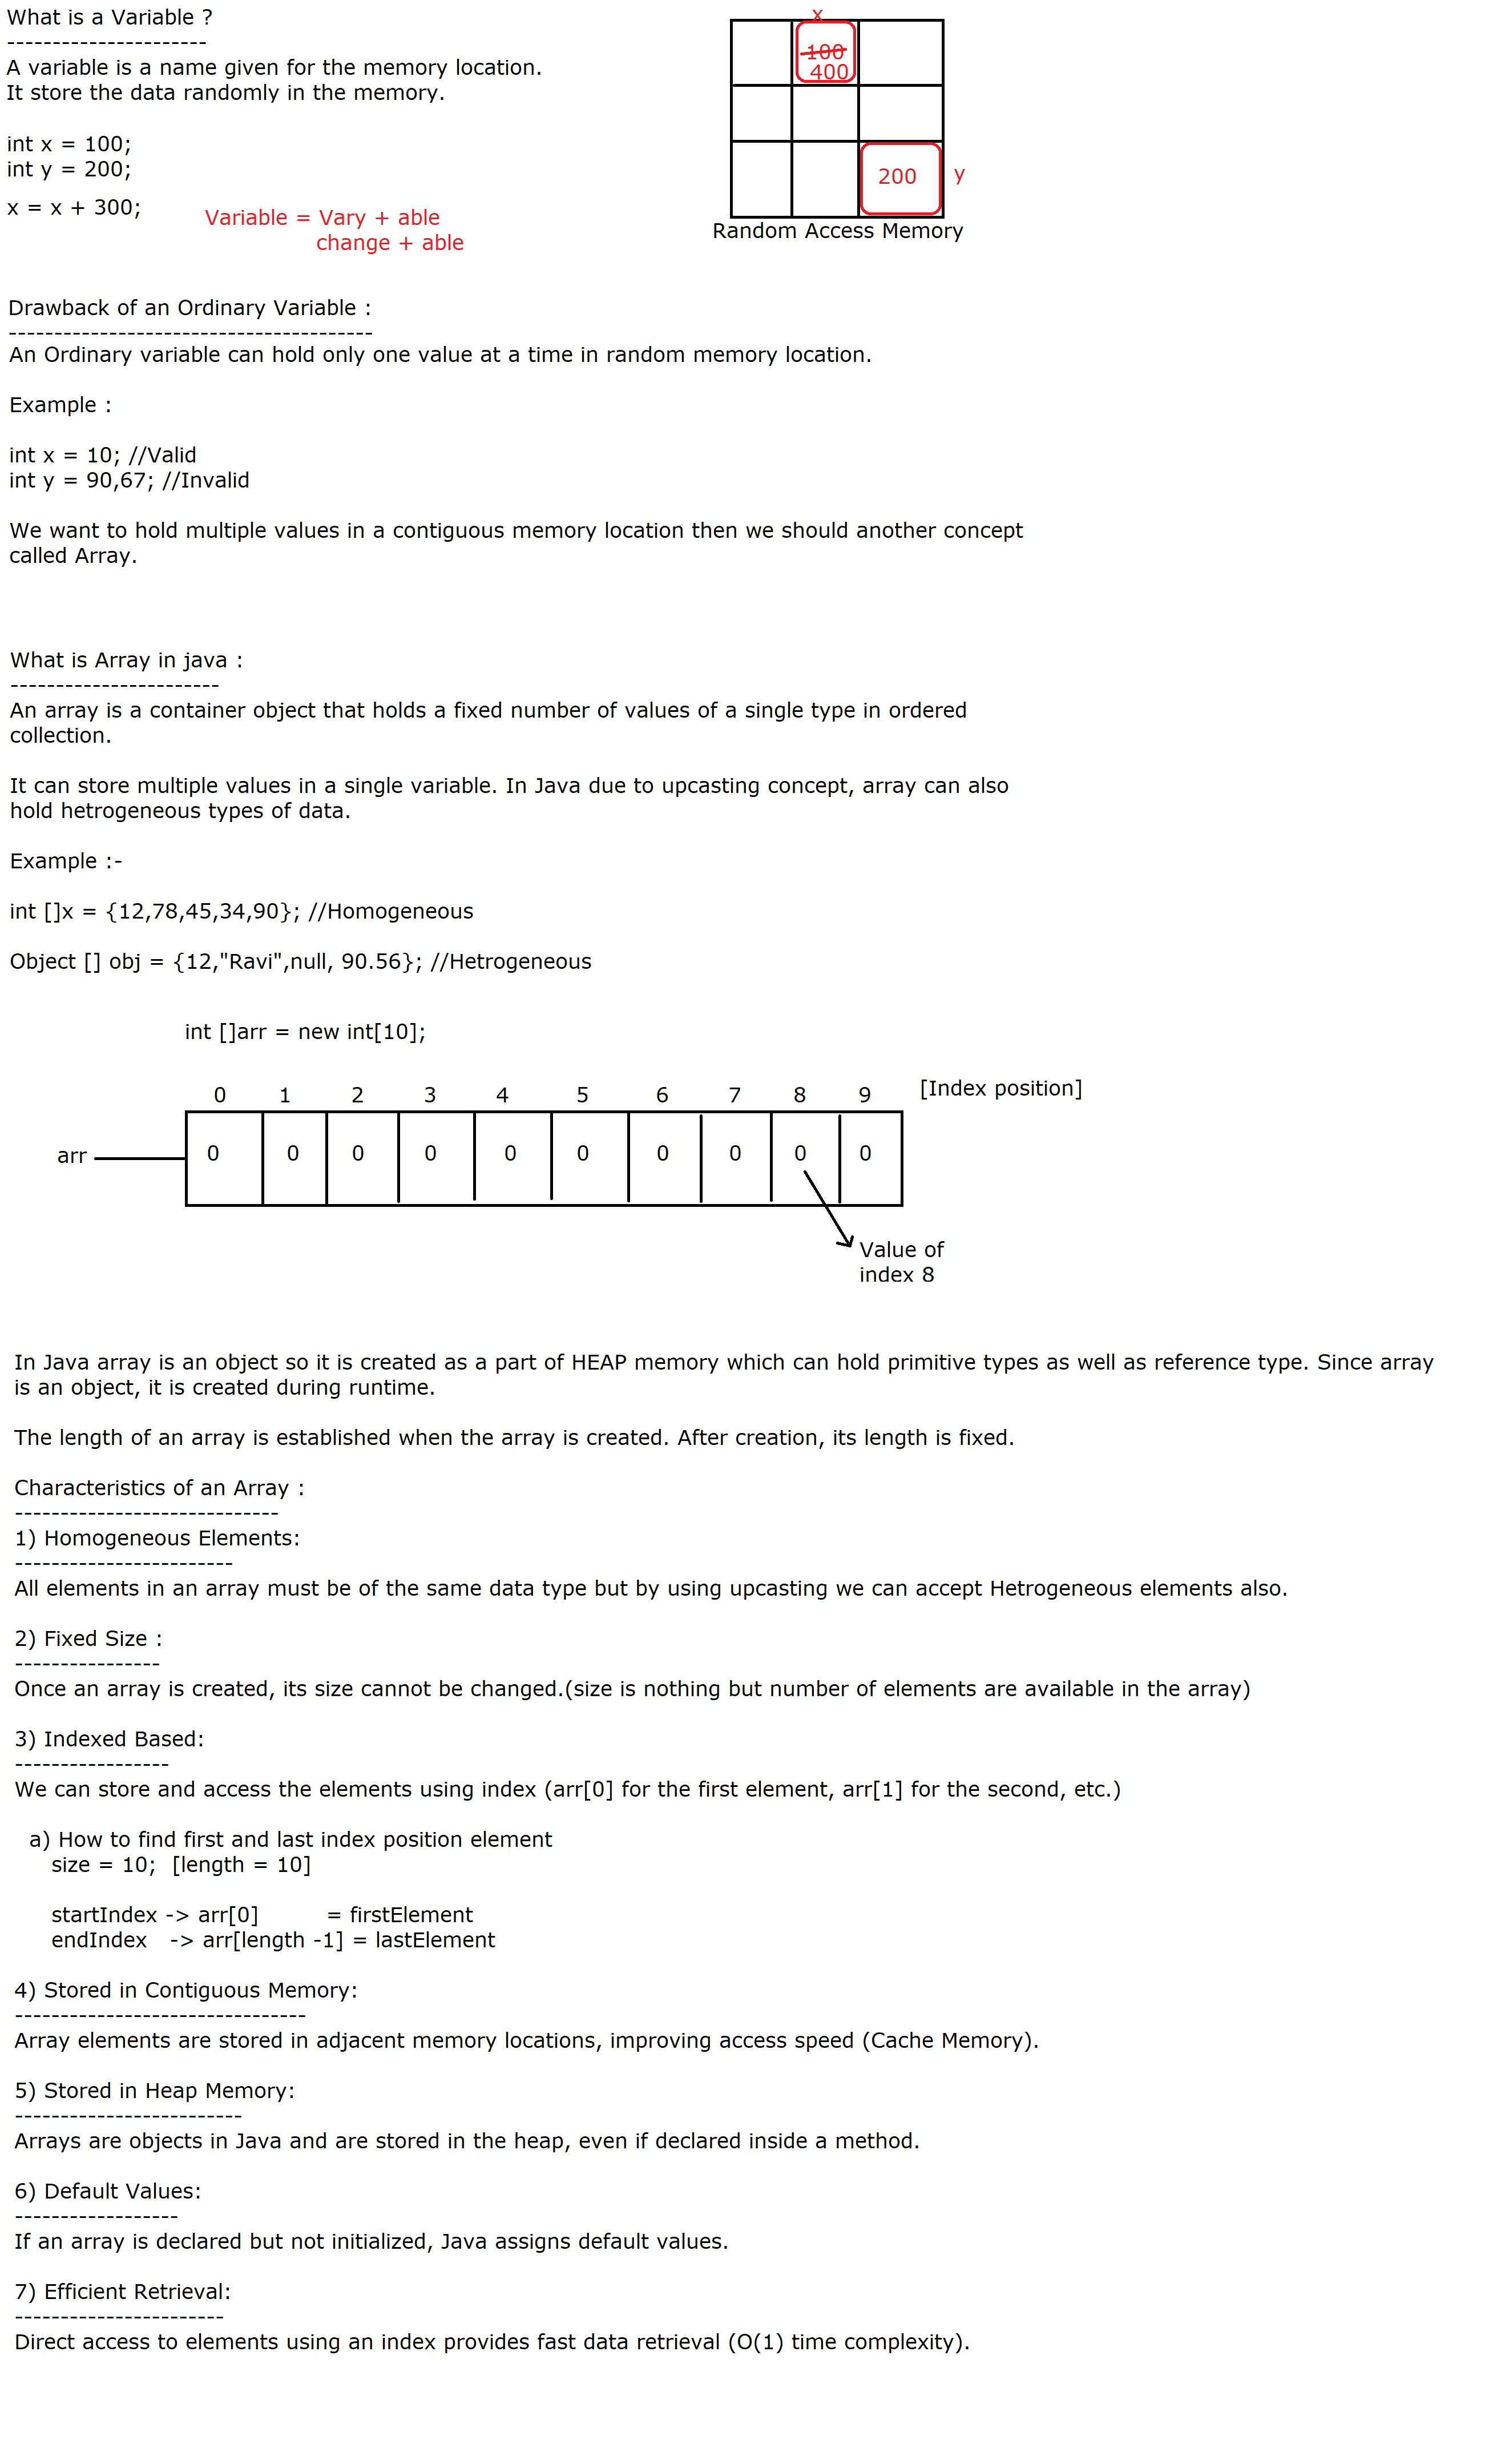 What is a Variable ?
----------------------
A variable is a name given for the memory location.
It store the data randomly in the memory.
int x = 100;
int y = 200;
x = x + 300;
Variable = Vary + able
change + able
x
100
400
200
y
Random Access Memory
Drawback of an Ordinary Variable :
----------------------------------------
An Ordinary variable can hold only one value at a time in random memory location.
Example :
int x = 10; //Valid
int y = 90,67; //Invalid
We want to hold multiple values in a contiguous memory location then we should another concept
called Array.
What is Array in java :
-----------------------
An array is a container object that holds a fixed number of values of a single type in ordered
collection.
It can store multiple values in a single variable. In Java due to upcasting concept, array can also
hold hetrogeneous types of data.
Example :-
int []x = {12,78,45,34,90}; //Homogeneous
Object [] obj = {12,"Ravi",null, 90.56}; //Hetrogeneous
int []arr = new int[10];
0 1 2 3 4 5 6 7 8 9 [Index position]
arr 0 0 0 0 0 0 0 0 0 0
Value of
index 8
In Java array is an object so it is created as a part of HEAP memory which can hold primitive types as well as reference type. Since array
is an object, it is created during runtime.
The length of an array is established when the array is created. After creation, its length is fixed.
Characteristics of an Array :
-----------------------------
1) Homogeneous Elements:
------------------------
All elements in an array must be of the same data type but by using upcasting we can accept Hetrogeneous elements also.
2) Fixed Size :
----------------
Once an array is created, its size cannot be changed.(size is nothing but number of elements are available in the array)
3) Indexed Based:
-----------------
We can store and access the elements using index (arr[0] for the first element, arr[1] for the second, etc.)
a) How to find first and last index position element
size = 10; [length = 10]
startIndex -> arr[0] = firstElement
endIndex -> arr[length -1] = lastElement
4) Stored in Contiguous Memory:
--------------------------------
Array elements are stored in adjacent memory locations, improving access speed (Cache Memory).
5) Stored in Heap Memory:
-------------------------
Arrays are objects in Java and are stored in the heap, even if declared inside a method.
6) Default Values:
------------------
If an array is declared but not initialized, Java assigns default values.
7) Efficient Retrieval:
-----------------------
Direct access to elements using an index provides fast data retrieval (O(1) time complexity).